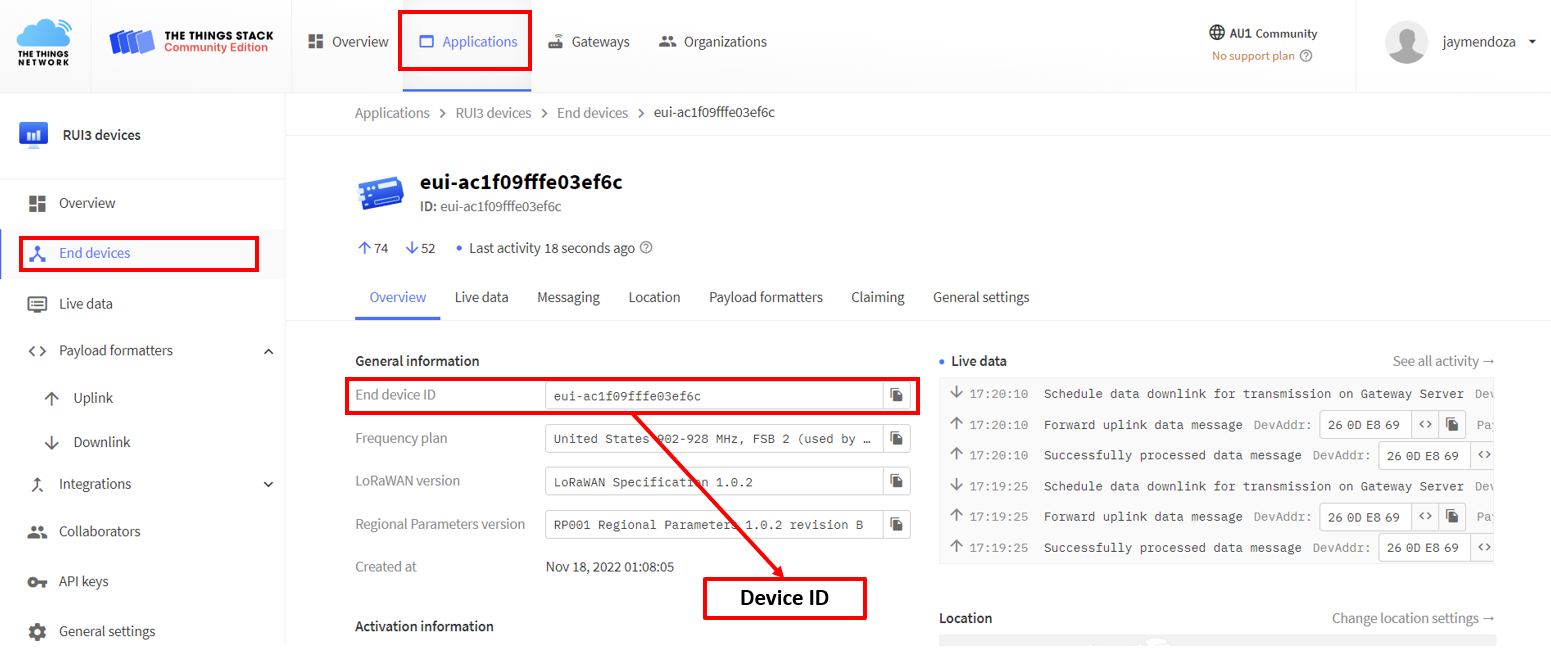 THE THINGS NETWORK
THE THINGS STACK
Community Edition
Overview
Applications
Gateways
Organizations
AU1 Community
No support plan
jaymendoza
RUI3 devices
Overview
End devices
Live data
Payload formatters
Uplink
Downlink
Integrations
Collaborators
API keys
General settings
Applications > RUI3 devices > End devices > eui-ac1f09fffe03ef6c
eui-ac1f09fffe03ef6c
ID: eui-ac1f09fffe03ef6c
74 52 • Last activity 18 seconds ago
Overview Live data Messaging Location Payload formatters Claiming General settings
General information
End device ID eui-ac1f09fffe03ef6c
Frequency plan United States 902-928 MHz, FSB 2 (used by …
LoRaWAN version LoRaWAN Specification 1.0.2
Regional Parameters version RP001 Regional Parameters 1.0.2 revision B
Created at Nov 18, 2022 01:08:05
Device ID
Activation information
• Live data See all activity →
↓ 17:20:10 Schedule data downlink for transmission on Gateway Server Dev
↑ 17:20:10 Forward uplink data message DevAddr: 26 0D E8 69 <> Pa
↑ 17:20:10 Successfully processed data message DevAddr: 26 0D E8 69 <>
↓ 17:19:25 Schedule data downlink for transmission on Gateway Server Dev
↑ 17:19:25 Forward uplink data message DevAddr: 26 0D E8 69 <> Pa
↑ 17:19:25 Successfully processed data message DevAddr: 26 0D E8 69 <>
Location Change location settings →